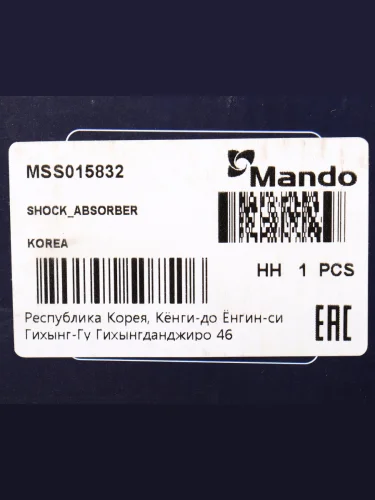 MSS015832
Mando
SHOCK_ABSORBER
KOREA
HH 1 PCS
Республика Корея, Кёнги-до Ёнгин-си
Гихынг-Гу Гихынгданджиро 46
EAC